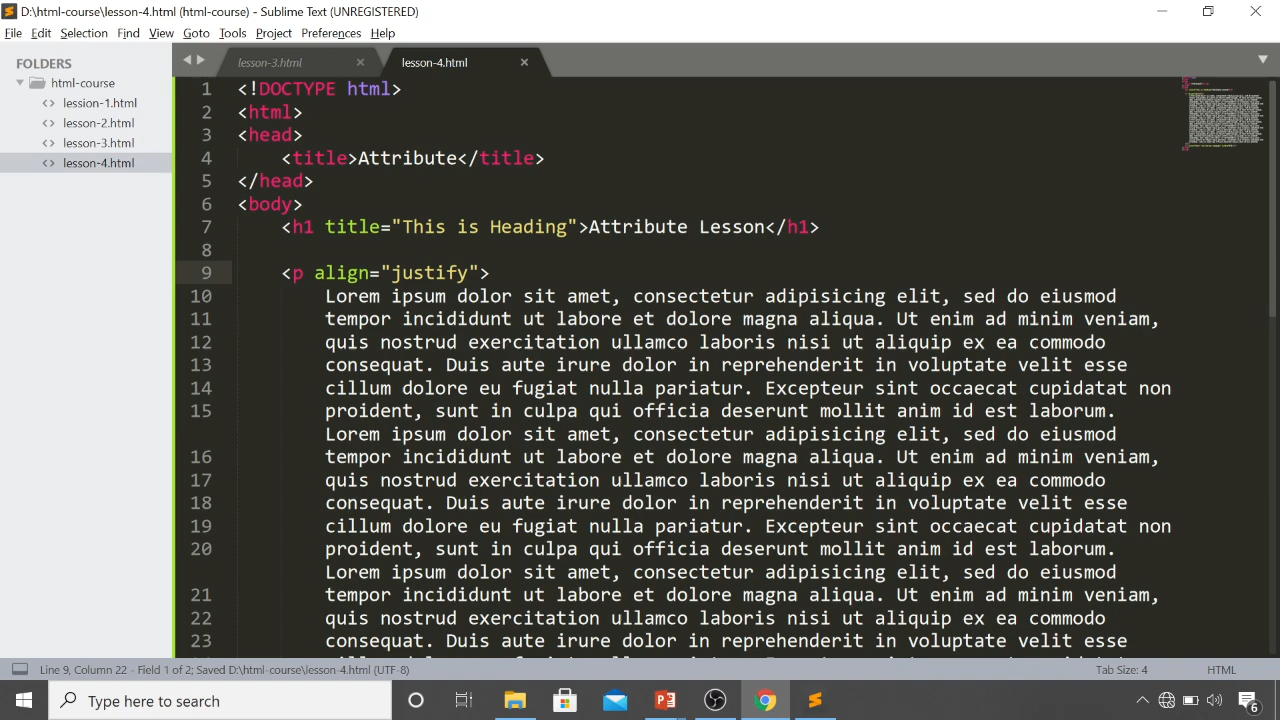 D:\html-course\lesson-4.html (html-course) - Sublime Text (UNREGISTERED)
File Edit Selection Find View Goto Tools Project Preferences Help
FOLDERS
html-course
lession-1.html
lesson-2.html
lesson-3.html
lesson-4.html
lesson-3.html
lesson-4.html
1 <!DOCTYPE html>
2 <html>
3 <head>
4 <title>Attribute</title>
5 </head>
6 <body>
7 <h1 title="This is Heading">Attribute Lesson</h1>
8
9 <p align="justify">
10 Lorem ipsum dolor sit amet, consectetur adipisicing elit, sed do eiusmod
11 tempor incididunt ut labore et dolore magna aliqua. Ut enim ad minim veniam,
12 quis nostrud exercitation ullamco laboris nisi ut aliquip ex ea commodo
13 consequat. Duis aute irure dolor in reprehenderit in voluptate velit esse
14 cillum dolore eu fugiat nulla pariatur. Excepteur sint occaecat cupidatat non
15 proident, sunt in culpa qui officia deserunt mollit anim id est laborum.
Lorem ipsum dolor sit amet, consectetur adipisicing elit, sed do eiusmod
16 tempor incididunt ut labore et dolore magna aliqua. Ut enim ad minim veniam,
17 quis nostrud exercitation ullamco laboris nisi ut aliquip ex ea commodo
18 consequat. Duis aute irure dolor in reprehenderit in voluptate velit esse
19 cillum dolore eu fugiat nulla pariatur. Excepteur sint occaecat cupidatat non
20 proident, sunt in culpa qui officia deserunt mollit anim id est laborum.
Lorem ipsum dolor sit amet, consectetur adipisicing elit, sed do eiusmod
21 tempor incididunt ut labore et dolore magna aliqua. Ut enim ad minim veniam,
22 quis nostrud exercitation ullamco laboris nisi ut aliquip ex ea commodo
23 consequat. Duis aute irure dolor in reprehenderit in voluptate velit esse
Line 9, Column 22 - Field 1 of 2; Saved D:\html-course\lesson-4.html (UTF-8)
Tab Size: 4
HTML
Type here to search
6